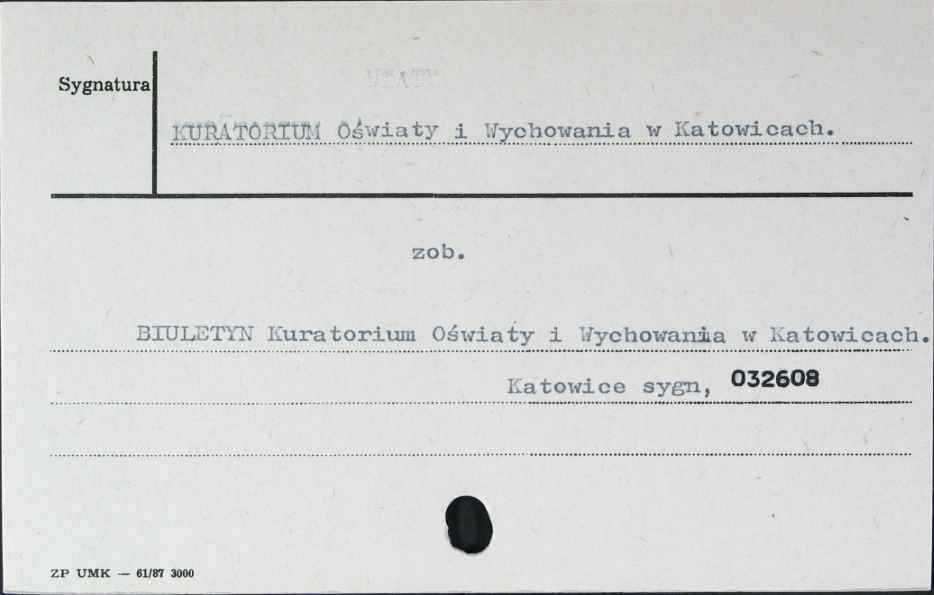 Sygnatura
KURATORIUM Oświaty i Wychowania w Katowicach.
zob.
BIULETYN Kuratorium Oświaty i Wychowania w Katowicach.
Katowice sygn, 032608
ZP UMK — 61/87 3000